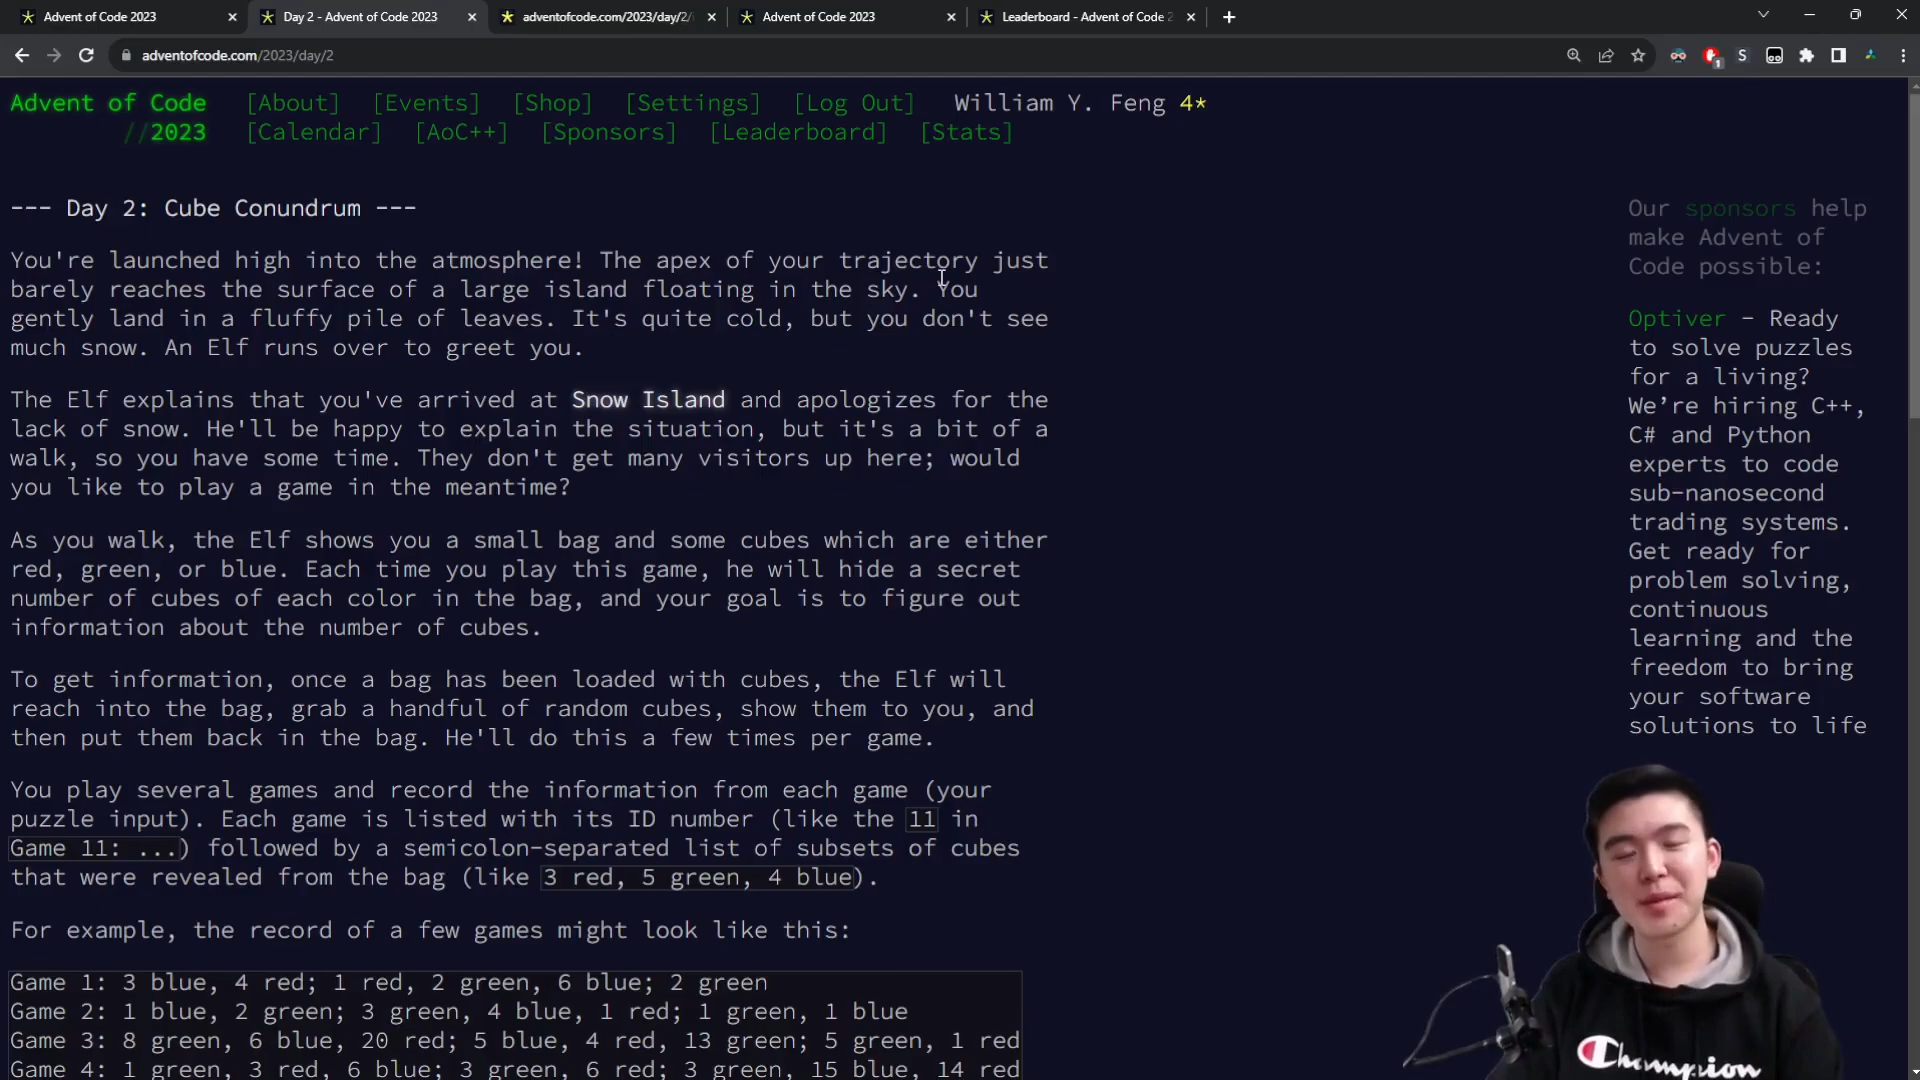 Advent of Code 2023
Day 2 - Advent of Code 2023
adventofcode.com/2023/day/2/
Advent of Code 2023
Leaderboard - Advent of Code 2
adventofcode.com/2023/day/2
Advent of Code [About] [Events] [Shop] [Settings] [Log Out] William Y. Feng 4*
//2023 [Calendar] [AoC++] [Sponsors] [Leaderboard] [Stats]
--- Day 2: Cube Conundrum ---
You're launched high into the atmosphere! The apex of your trajectory just
barely reaches the surface of a large island floating in the sky. You
gently land in a fluffy pile of leaves. It's quite cold, but you don't see
much snow. An Elf runs over to greet you.
The Elf explains that you've arrived at Snow Island and apologizes for the
lack of snow. He'll be happy to explain the situation, but it's a bit of a
walk, so you have some time. They don't get many visitors up here; would
you like to play a game in the meantime?
As you walk, the Elf shows you a small bag and some cubes which are either
red, green, or blue. Each time you play this game, he will hide a secret
number of cubes of each color in the bag, and your goal is to figure out
information about the number of cubes.
To get information, once a bag has been loaded with cubes, the Elf will
reach into the bag, grab a handful of random cubes, show them to you, and
then put them back in the bag. He'll do this a few times per game.
You play several games and record the information from each game (your
puzzle input). Each game is listed with its ID number (like the 11 in
Game 11: ...) followed by a semicolon-separated list of subsets of cubes
that were revealed from the bag (like 3 red, 5 green, 4 blue).
For example, the record of a few games might look like this:
Game 1: 3 blue, 4 red; 1 red, 2 green, 6 blue; 2 green
Game 2: 1 blue, 2 green; 3 green, 4 blue, 1 red; 1 green, 1 blue
Game 3: 8 green, 6 blue, 20 red; 5 blue, 4 red, 13 green; 5 green, 1 red
Game 4: 1 green, 3 red, 6 blue; 3 green, 6 red; 3 green, 15 blue, 14 red
Our sponsors help
make Advent of
Code possible:
Optiver - Ready
to solve puzzles
for a living?
We’re hiring C++,
C# and Python
experts to code
sub-nanosecond
trading systems.
Get ready for
problem solving,
continuous
learning and the
freedom to bring
your software
solutions to life
Champion